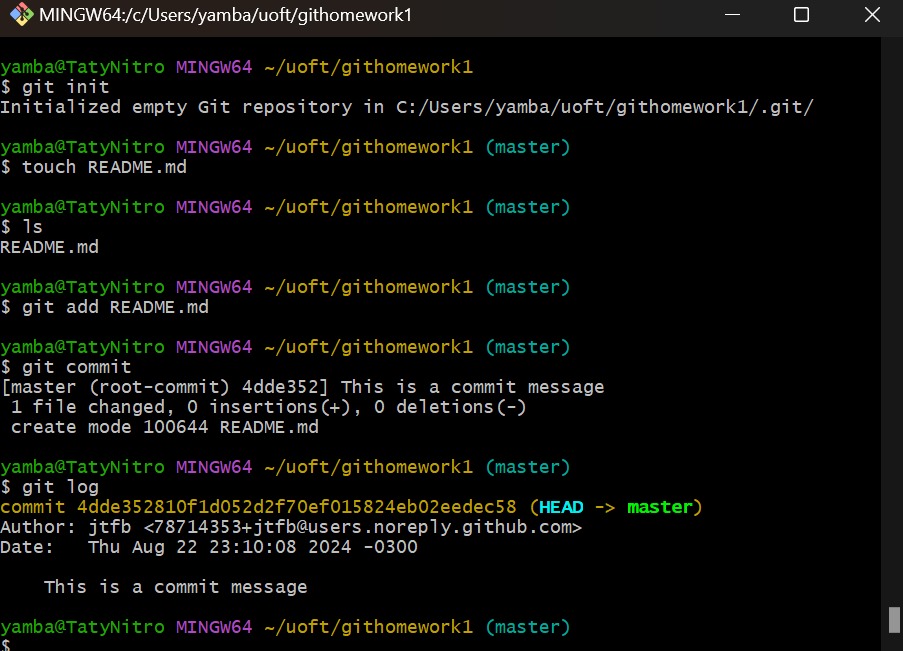 MINGW64:/c/Users/yamba/uoft/githomework1
yamba@TatyNitro MINGW64 ~/uoft/githomework1
$ git init
Initialized empty Git repository in C:/Users/yamba/uoft/githomework1/.git/
yamba@TatyNitro MINGW64 ~/uoft/githomework1 (master)
$ touch README.md
yamba@TatyNitro MINGW64 ~/uoft/githomework1 (master)
$ ls
README.md
yamba@TatyNitro MINGW64 ~/uoft/githomework1 (master)
$ git add README.md
yamba@TatyNitro MINGW64 ~/uoft/githomework1 (master)
$ git commit
[master (root-commit) 4dde352] This is a commit message
 1 file changed, 0 insertions(+), 0 deletions(-)
 create mode 100644 README.md
yamba@TatyNitro MINGW64 ~/uoft/githomework1 (master)
$ git log
commit 4dde352810f1d052d2f70ef015824eb02eedec58 (HEAD -> master)
Author: jtfb <78714353+jtfb@users.noreply.github.com>
Date:   Thu Aug 22 23:10:08 2024 -0300
    This is a commit message
yamba@TatyNitro MINGW64 ~/uoft/githomework1 (master)
$